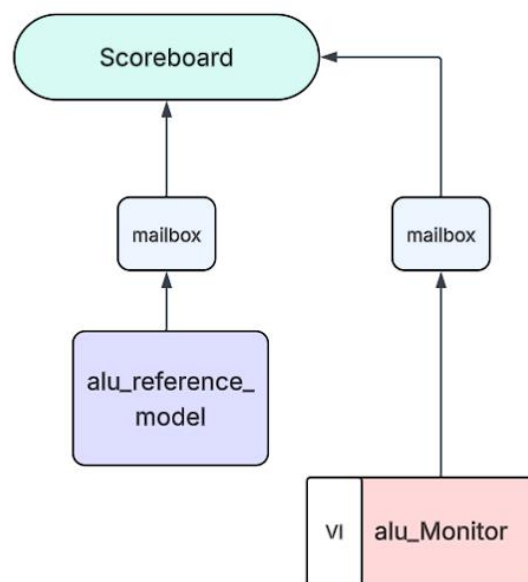 Scoreboard
mailbox
mailbox
alu_reference_
model
VI
alu_Monitor